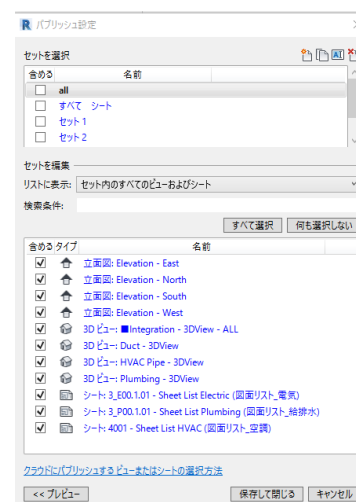 R パブリッシュ設定
セットを選択
含める 名前
all
すべて シート
セット 1
セット 2
セットを編集
リストに表示: セット内のすべてのビューおよびシート
検索条件:
すべて選択 何も選択しない
含める タイプ 名前
立面図: Elevation - East
立面図: Elevation - North
立面図: Elevation - South
立面図: Elevation - West
3D ビュー: ■Integration - 3DView - ALL
3D ビュー: Duct - 3DView
3D ビュー: HVAC Pipe - 3DView
3D ビュー: Plumbing - 3DView
シート: 3_E00.1.01 - Sheet List Electric (図面リスト_電気)
シート: 3_P00.1.01 - Sheet List Plumbing (図面リスト_給排水)
シート: 4001 - Sheet List HVAC (図面リスト_空調)
クラウドにパブリッシュするビューまたはシートの選択方法
<< プレビュー 保存して閉じる キャンセル